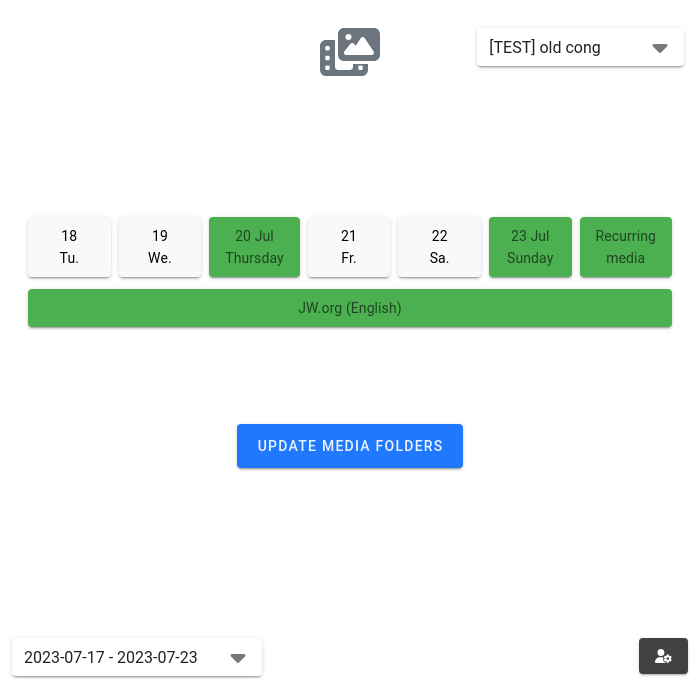 [TEST] old cong
18
Tu.
19
We.
20 Jul
Thursday
21
Fr.
22
Sa.
23 Jul
Sunday
Recurring
media
JW.org (English)
UPDATE MEDIA FOLDERS
2023-07-17 - 2023-07-23